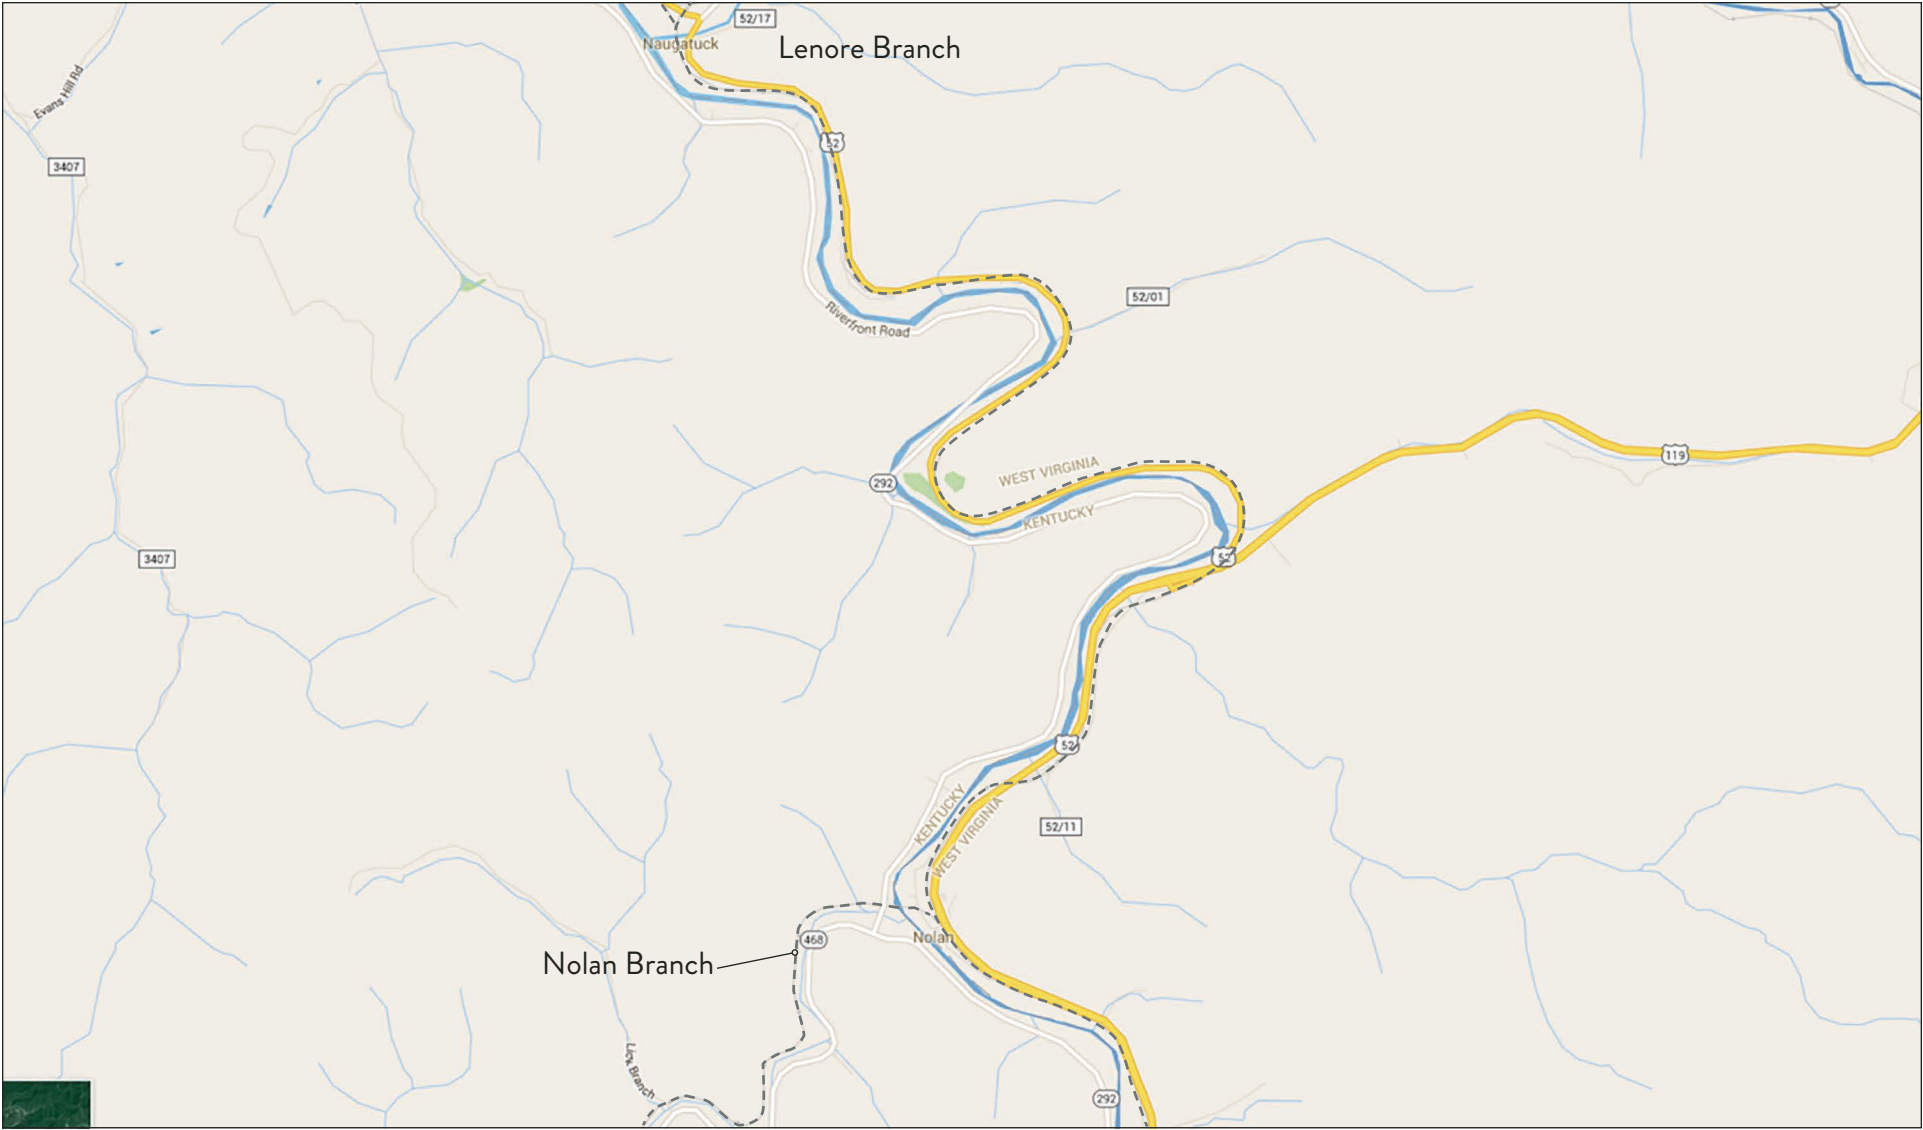 52/17
Naugatuck
Lenore Branch
Evans Hill Rd
52
3407
52/01
Riverfront Road
119
WEST VIRGINIA
292
KENTUCKY
52
3407
52
KENTUCKY
WEST VIRGINIA
52/11
Nolan
468
Nolan Branch
Lick Branch
292